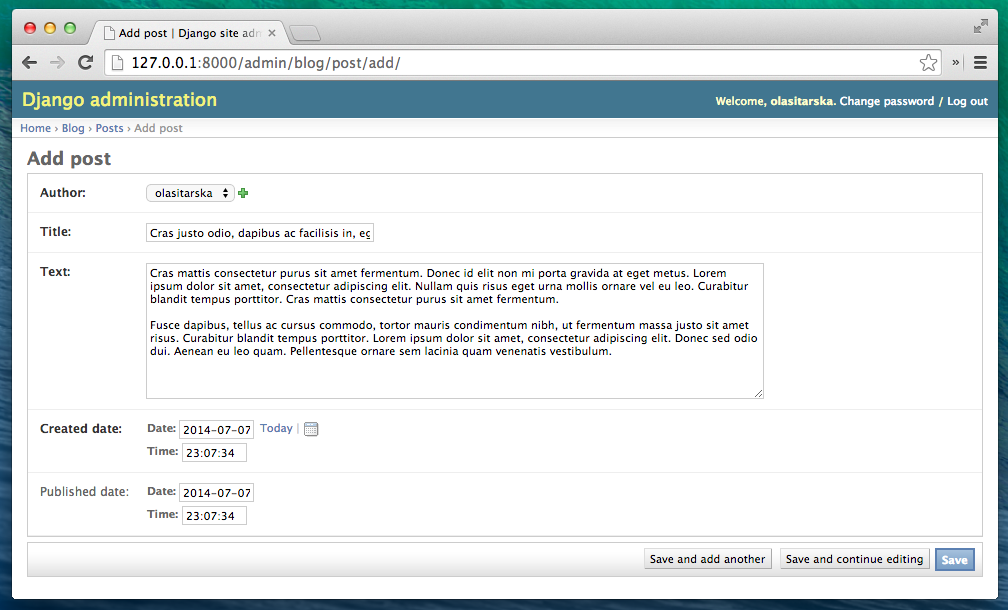 Add post | Django site adm
127.0.0.1:8000/admin/blog/post/add/
»
Django administration
Welcome, olasitarska. Change password / Log out
Home › Blog › Posts › Add post
Add post
Author: olasitarska
Title: Cras justo odio, dapibus ac facilisis in, eg
Text: Cras mattis consectetur purus sit amet fermentum. Donec id elit non mi porta gravida at eget metus. Lorem
ipsum dolor sit amet, consectetur adipiscing elit. Nullam quis risus eget urna mollis ornare vel eu leo. Curabitur
blandit tempus porttitor. Cras mattis consectetur purus sit amet fermentum.
Fusce dapibus, tellus ac cursus commodo, tortor mauris condimentum nibh, ut fermentum massa justo sit amet
risus. Curabitur blandit tempus porttitor. Lorem ipsum dolor sit amet, consectetur adipiscing elit. Donec sed odio
dui. Aenean eu leo quam. Pellentesque ornare sem lacinia quam venenatis vestibulum.
Created date: Date: 2014-07-07 Today |
Time: 23:07:34
Published date: Date: 2014-07-07
Time: 23:07:34
Save and add another Save and continue editing Save